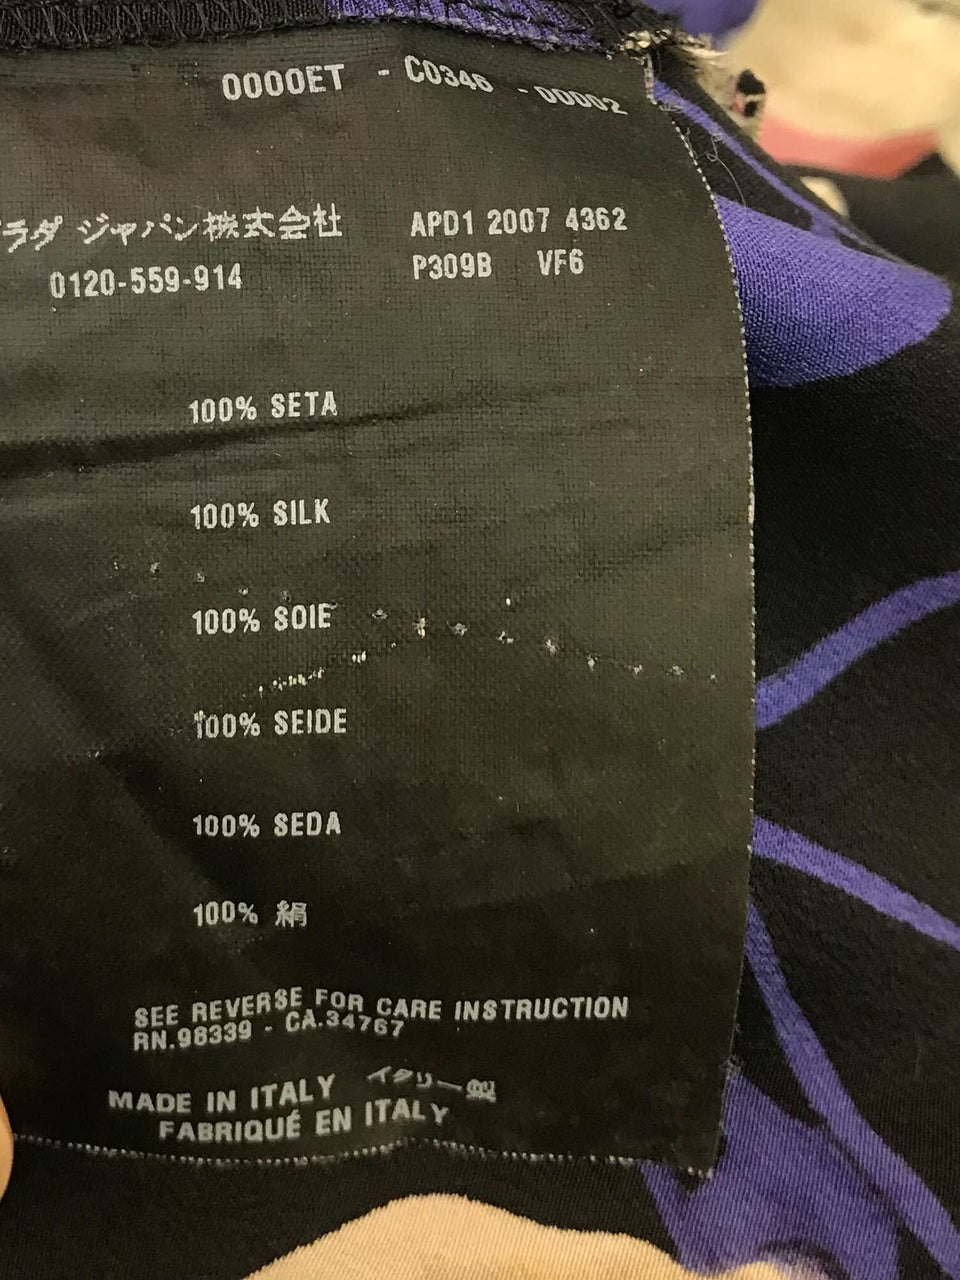 0000ET - C0346 - 00002
ラダ ジャパン株式会社 APD1 2007 4362
0120-559-914 P309B VF6
100% SETA
100% SILK
100% SOIE
100% SEIDE
100% SEDA
100% 絹
SEE REVERSE FOR CARE INSTRUCTION
RN.98339 - CA.34767
MADE IN ITALY イタリー製
FABRIQUÉ EN ITALY